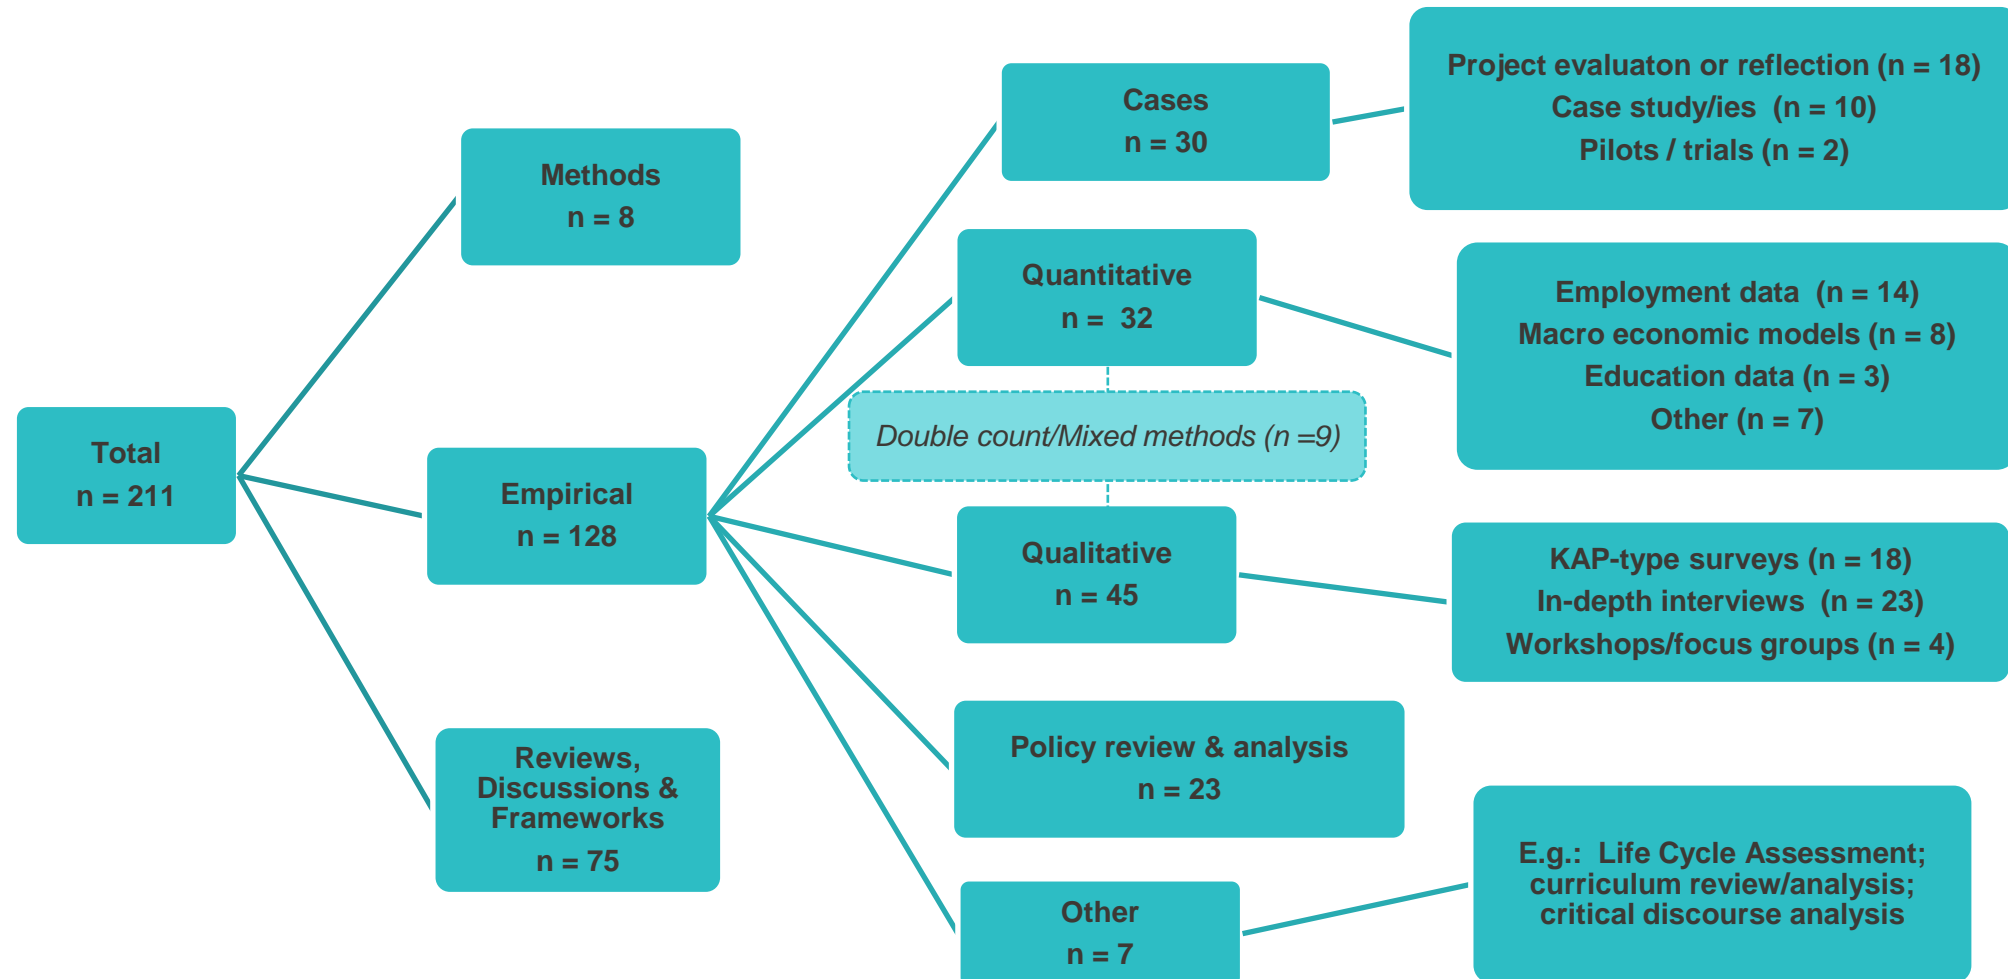 Total
n = 211
Methods
n = 8
Empirical
n = 128
Reviews,
Discussions &
Frameworks
n = 75
Cases
n = 30
Quantitative
n =  32
Double count/Mixed methods (n =9)
Qualitative
n = 45
Policy review & analysis
n = 23
Other
n = 7
Project evaluaton or reflection (n = 18)
Case study/ies  (n = 10)
Pilots / trials (n = 2)
Employment data  (n = 14)
Macro economic models (n = 8)
Education data (n = 3)
Other (n = 7)
KAP-type surveys (n = 18)
In-depth interviews  (n = 23)
Workshops/focus groups (n = 4)
E.g.:  Life Cycle Assessment;
curriculum review/analysis;
critical discourse analysis